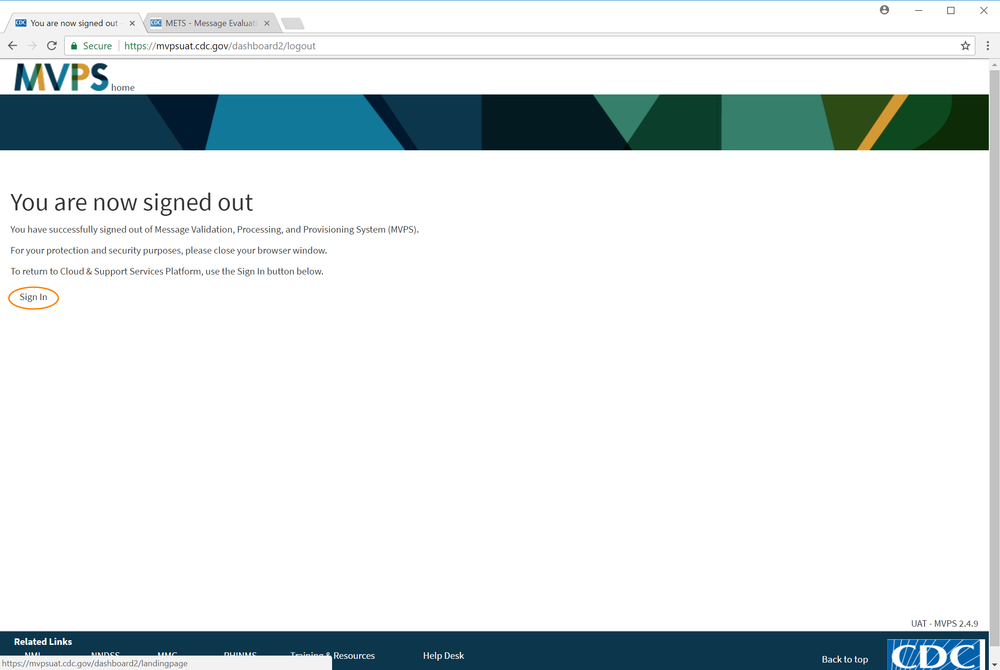 CDC You are now signed out -
CDC METS - Message Evaluati
Secure https://mvpsuat.cdc.gov/dashboard2/logout
MVPS home
You are now signed out
You have successfully signed out of Message Validation, Processing, and Provisioning System (MVPS).
For your protection and security purposes, please close your browser window.
To return to Cloud & Support Services Platform, use the Sign In button below.
Sign In
UAT - MVPS 2.4.9
Related Links
NNDSS MMG PHINMS Training & Resources Help Desk
Back to top
CDC
https://mvpsuat.cdc.gov/dashboard2/landingpage